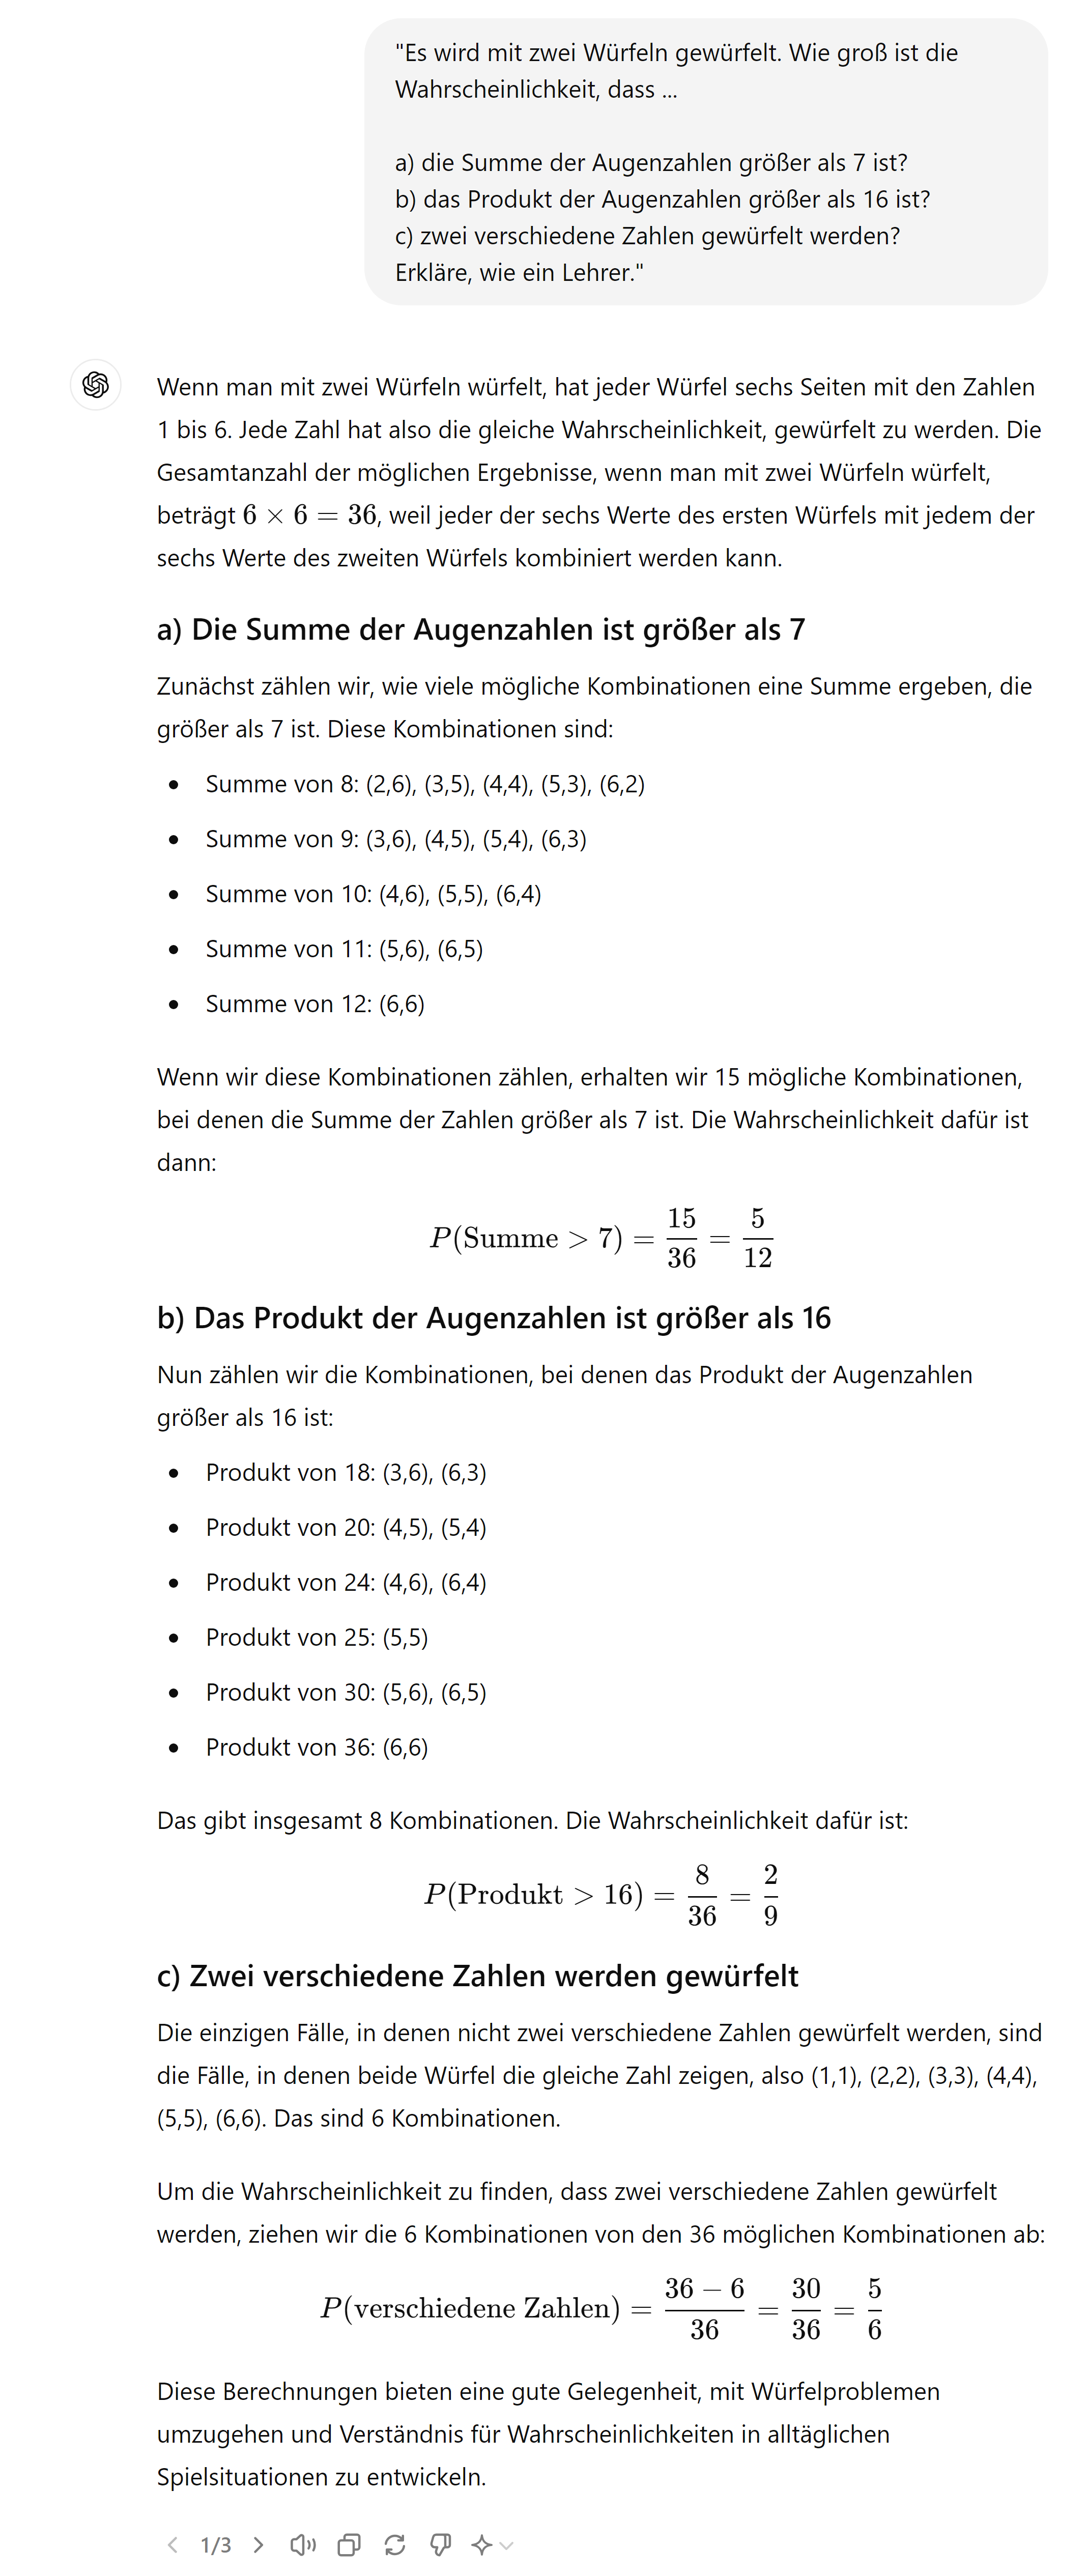 "Es wird mit zwei Würfeln gewürfelt. Wie groß ist die
Wahrscheinlichkeit, dass ...
a) die Summe der Augenzahlen größer als 7 ist?
b) das Produkt der Augenzahlen größer als 16 ist?
c) zwei verschiedene Zahlen gewürfelt werden?
Erkläre, wie ein Lehrer."
Wenn man mit zwei Würfeln würfelt, hat jeder Würfel sechs Seiten mit den Zahlen
1 bis 6. Jede Zahl hat also die gleiche Wahrscheinlichkeit, gewürfelt zu werden. Die
Gesamtanzahl der möglichen Ergebnisse, wenn man mit zwei Würfeln würfelt,
beträgt 6 × 6 = 36, weil jeder der sechs Werte des ersten Würfels mit jedem der
sechs Werte des zweiten Würfels kombiniert werden kann.
a) Die Summe der Augenzahlen ist größer als 7
Zunächst zählen wir, wie viele mögliche Kombinationen eine Summe ergeben, die
größer als 7 ist. Diese Kombinationen sind:
• Summe von 8: (2,6), (3,5), (4,4), (5,3), (6,2)
• Summe von 9: (3,6), (4,5), (5,4), (6,3)
• Summe von 10: (4,6), (5,5), (6,4)
• Summe von 11: (5,6), (6,5)
• Summe von 12: (6,6)
Wenn wir diese Kombinationen zählen, erhalten wir 15 mögliche Kombinationen,
bei denen die Summe der Zahlen größer als 7 ist. Die Wahrscheinlichkeit dafür ist
dann:
P(Summe > 7) = 15/36 = 5/12
b) Das Produkt der Augenzahlen ist größer als 16
Nun zählen wir die Kombinationen, bei denen das Produkt der Augenzahlen
größer als 16 ist:
• Produkt von 18: (3,6), (6,3)
• Produkt von 20: (4,5), (5,4)
• Produkt von 24: (4,6), (6,4)
• Produkt von 25: (5,5)
• Produkt von 30: (5,6), (6,5)
• Produkt von 36: (6,6)
Das gibt insgesamt 8 Kombinationen. Die Wahrscheinlichkeit dafür ist:
P(Produkt > 16) = 8/36 = 2/9
c) Zwei verschiedene Zahlen werden gewürfelt
Die einzigen Fälle, in denen nicht zwei verschiedene Zahlen gewürfelt werden, sind
die Fälle, in denen beide Würfel die gleiche Zahl zeigen, also (1,1), (2,2), (3,3), (4,4),
(5,5), (6,6). Das sind 6 Kombinationen.
Um die Wahrscheinlichkeit zu finden, dass zwei verschiedene Zahlen gewürfelt
werden, ziehen wir die 6 Kombinationen von den 36 möglichen Kombinationen ab:
P(verschiedene Zahlen) = (36 − 6)/36 = 30/36 = 5/6
Diese Berechnungen bieten eine gute Gelegenheit, mit Würfelproblemen
umzugehen und Verständnis für Wahrscheinlichkeiten in alltäglichen
Spielsituationen zu entwickeln.
1/3